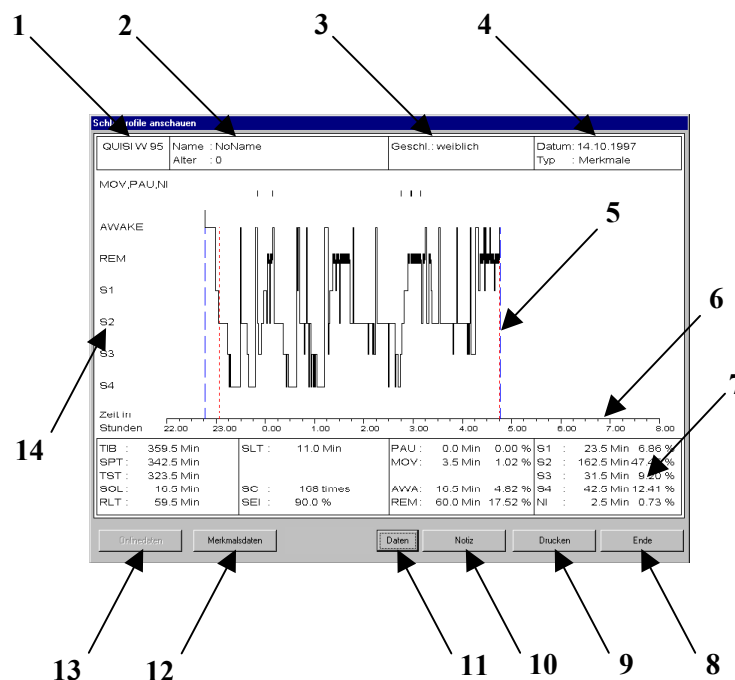 1 2 3 4
anschauen
QUISI W 95 Name : NoName Geschl.: weiblich Datum: 14.10.1997
Alter : 0 Typ : Merkmale
MOV,PAU,NI
AWAKE
5
REM
S1
6
S2
S3
7
S4
Zeit in
Stunden 22.00 23.00 0.00 1.00 2.00 3.00 4.00 5.00 6.00 7.00 8.00
14
TIB : 359.5 Min SLT : 11.0 Min PAU : 0.0 Min 0.00 % S1 : 23.5 Min 6.86 %
SPT : 342.5 Min MOV: 3.5 Min 1.02 % S2 : 162.5 Min %
TST : 323.5 Min S3 : 31.5 Min %
SOL : 16.5 Min SC : 168 times AWA: 16.5 Min 4.82 % S4 : 42.5 Min 12.41 %
RLT : 59.5 Min SEI : 90.0 % REM: 60.0 Min 17.52 % NI : 2.5 Min 0.73 %
Onlinedaten Merkmalsdaten Daten Notiz Drucken Ende
13 12 11 10 9 8